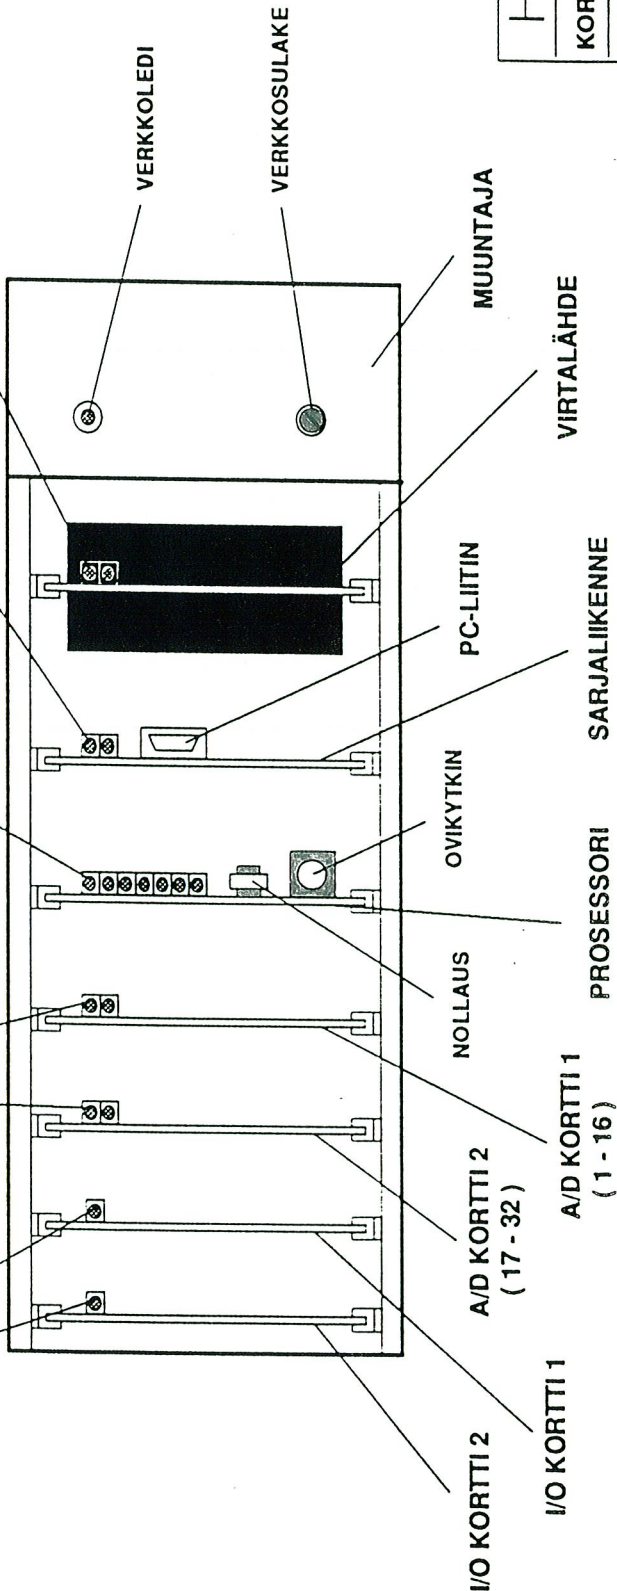 VERKKOLEDI
VERKKOSULAKE
MUUNTAJA
VIRTALÄHDE
PC-LIITIN
SARJALIIKENNE
OVIKYTKIN
PROSESSORI
NOLLAUS
A/D KORTTI 1
( 1 - 16 )
A/D KORTTI 2
( 17 - 32 )
I/O KORTTI 1
I/O KORTTI 2